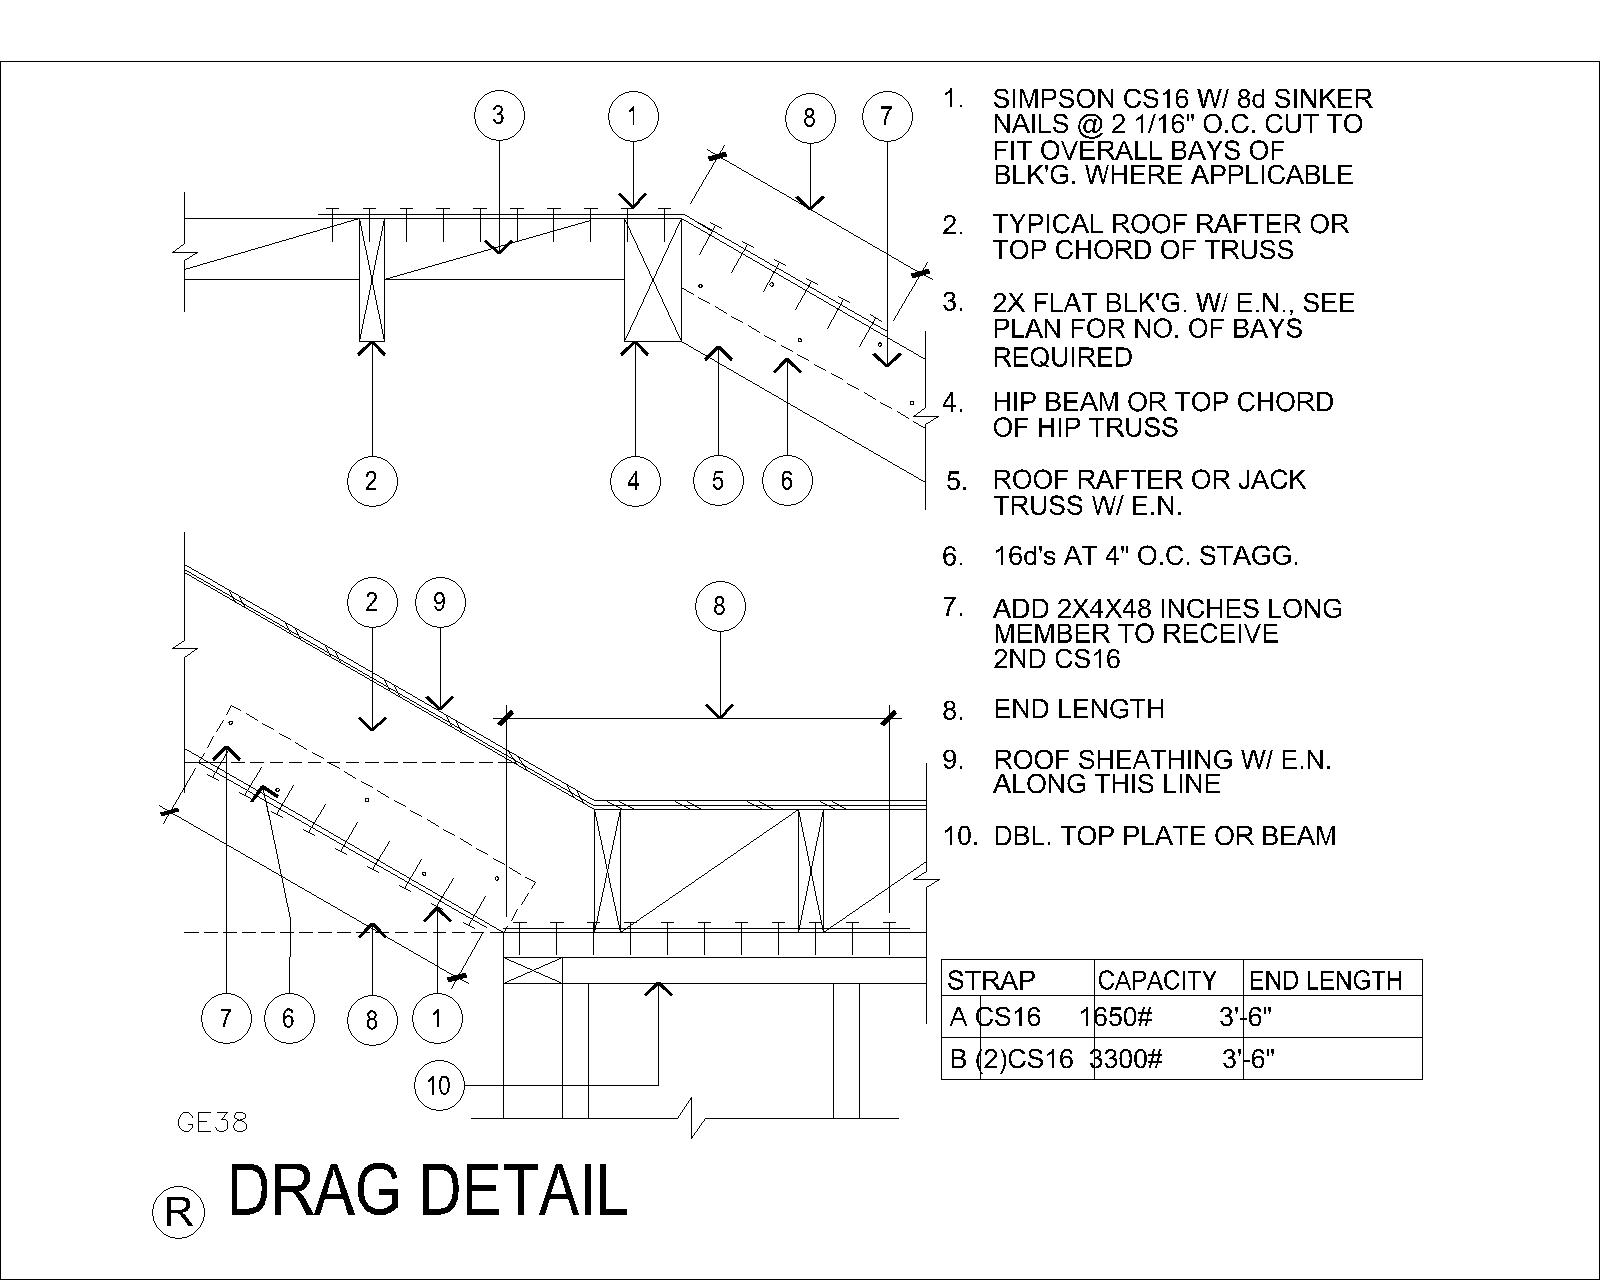 3 1 8 7
2 4 5 6
2 9 8
7 6 8 1
10
1. SIMPSON CS16 W/ 8d SINKER
NAILS @ 2 1/16" O.C. CUT TO
FIT OVERALL BAYS OF
BLK'G. WHERE APPLICABLE
2. TYPICAL ROOF RAFTER OR
TOP CHORD OF TRUSS
3. 2X FLAT BLK'G. W/ E.N., SEE
PLAN FOR NO. OF BAYS
REQUIRED
4. HIP BEAM OR TOP CHORD
OF HIP TRUSS
5. ROOF RAFTER OR JACK
TRUSS W/ E.N.
6. 16d's AT 4" O.C. STAGG.
7. ADD 2X4X48 INCHES LONG
MEMBER TO RECEIVE
2ND CS16
8. END LENGTH
9. ROOF SHEATHING W/ E.N.
ALONG THIS LINE
10. DBL. TOP PLATE OR BEAM
STRAP CAPACITY END LENGTH
A CS16 1650# 3'-6"
B (2)CS16 3300# 3'-6"
GE38
R DRAG DETAIL